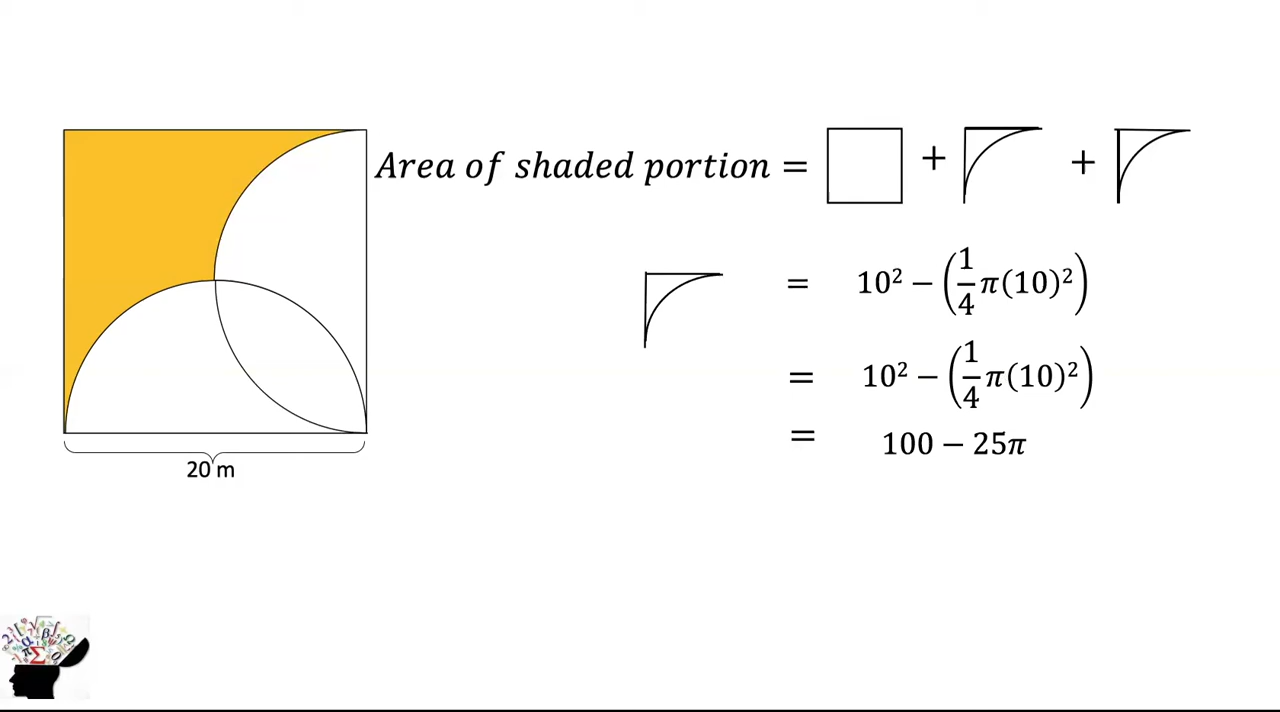 Area of shaded portion = + +
= 10² − (1/4 π(10)²)
= 10² − (1/4 π(10)²)
= 100 − 25π
20 m